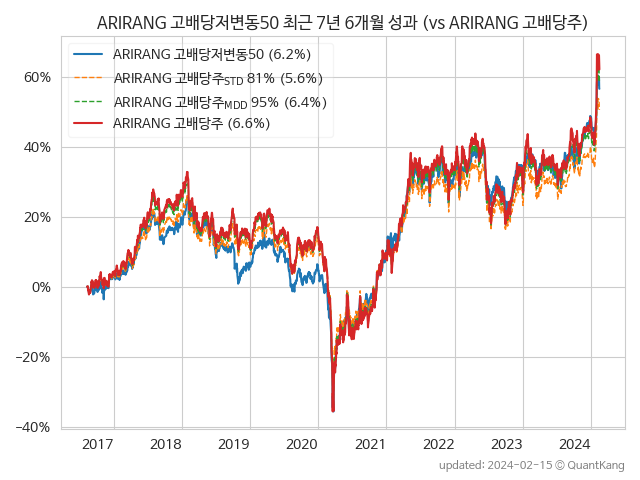 ARIRANG 고배당저변동50 최근 7년 6개월 성과 (vs ARIRANG 고배당주)
ARIRANG 고배당저변동50 (6.2%)
ARIRANG 고배당주STD 81% (5.6%)
ARIRANG 고배당주MDD 95% (6.4%)
ARIRANG 고배당주 (6.6%)
60%
40%
20%
0%
−20%
−40%
2017 2018 2019 2020 2021 2022 2023 2024
updated: 2024-02-15 © QuantKang